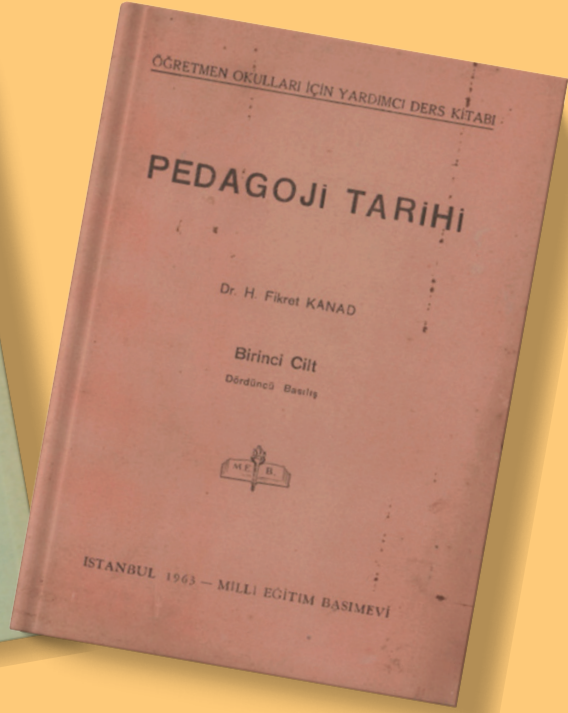 ÖĞRETMEN OKULLARI İÇİN YARDIMCI DERS KİTABI
PEDAGOJİ TARİHİ
Dr. H. Fikret KANAD
Birinci Cilt
Dördüncü Basılış
M.E. B.
İSTANBUL 1963 — MİLLÎ EĞİTİM BASIMEVİ